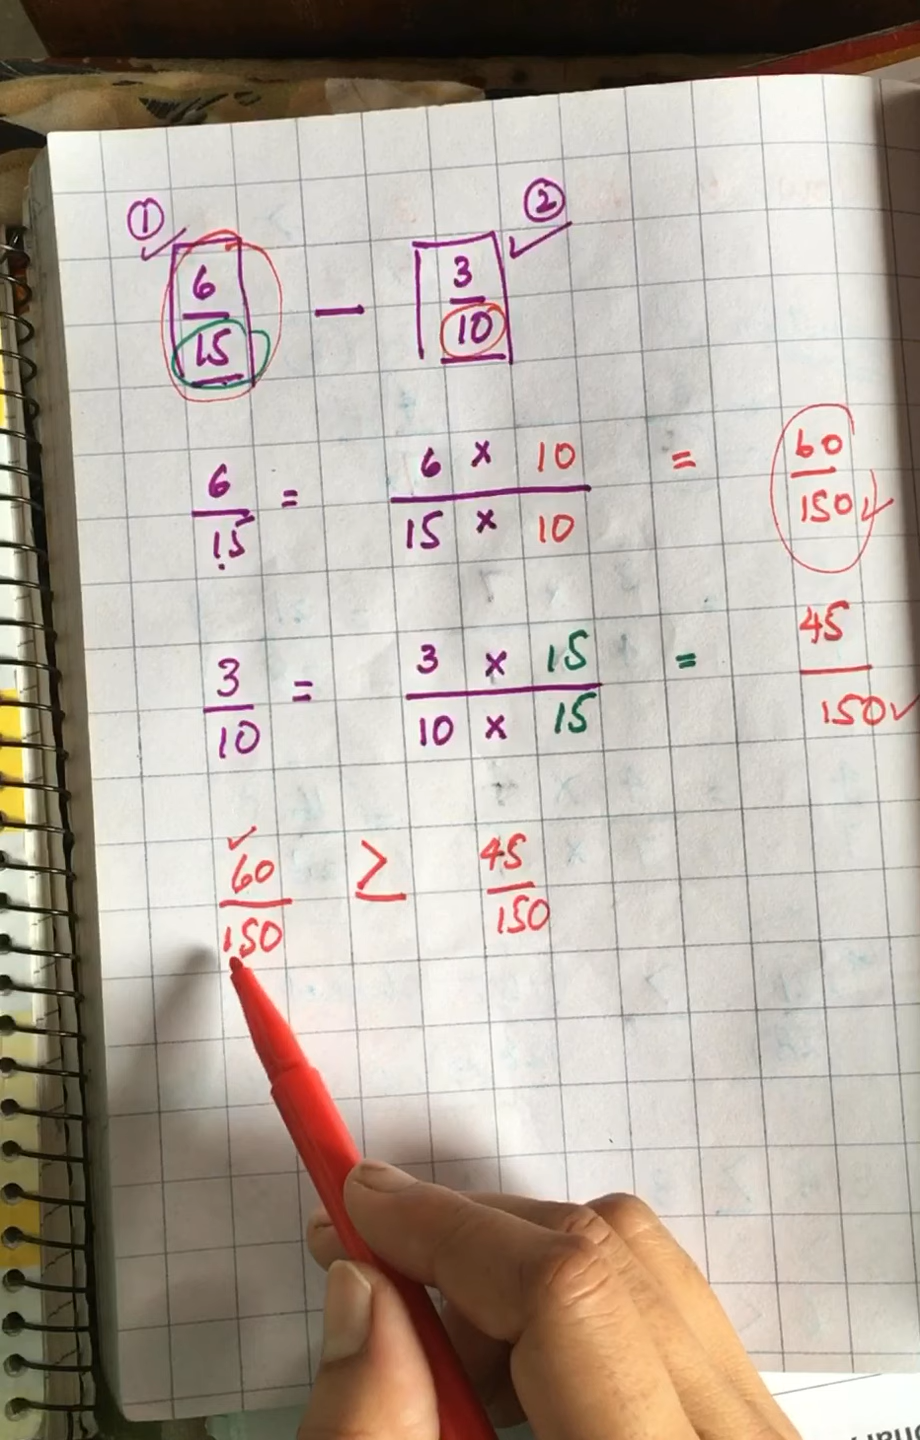 ① ②
6/15 — 3/10
6/15 = 6 × 10 / 15 × 10 = 60/150
3/10 = 3 × 15 / 10 × 15 = 45/150
60/150 ≥ 45/150